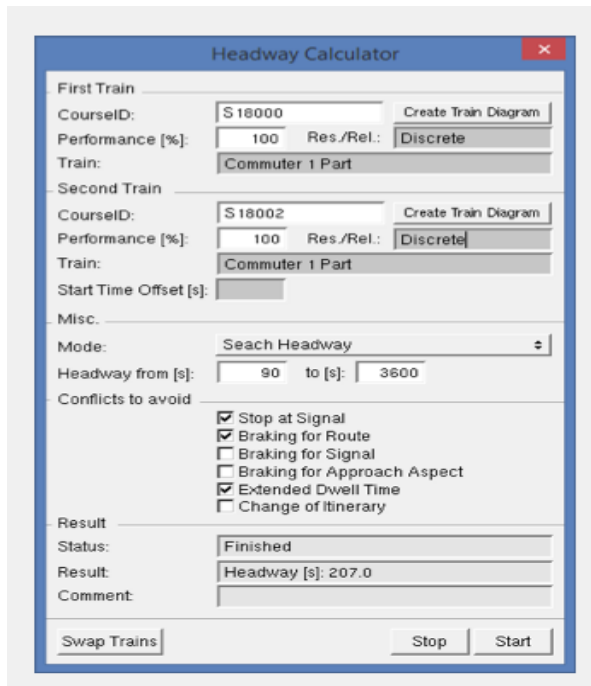 Headway Calculator
First Train
CourseID: S18000 Create Train Diagram
Performance [%]: 100 Res./Rel.: Discrete
Train: Commuter 1 Part
Second Train
CourseID: S18002 Create Train Diagram
Performance [%]: 100 Res./Rel.: Discrete
Train: Commuter 1 Part
Start Time Offset [s]:
Misc.
Mode: Seach Headway
Headway from [s]: 90 to [s]: 3600
Conflicts to avoid
Stop at Signal
Braking for Route
Braking for Signal
Braking for Approach Aspect
Extended Dwell Time
Change of Itinerary
Result
Status: Finished
Result: Headway [s]: 207.0
Comment:
Swap Trains Stop Start